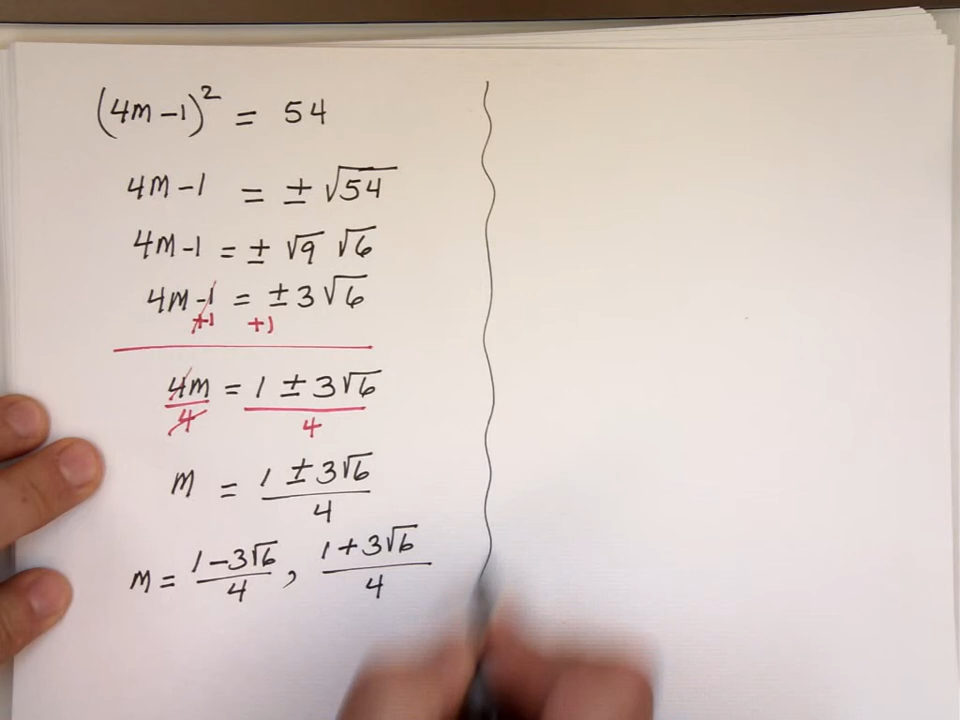 (4m-1)² = 54
4m-1 = ± √54
4m-1 = ± √9 √6
4m-1 = ±3√6
+1 +1
4m = 1 ± 3√6
4 4
m = 1 ± 3√6
4
m = 1-3√6 , 1+3√6
4 4